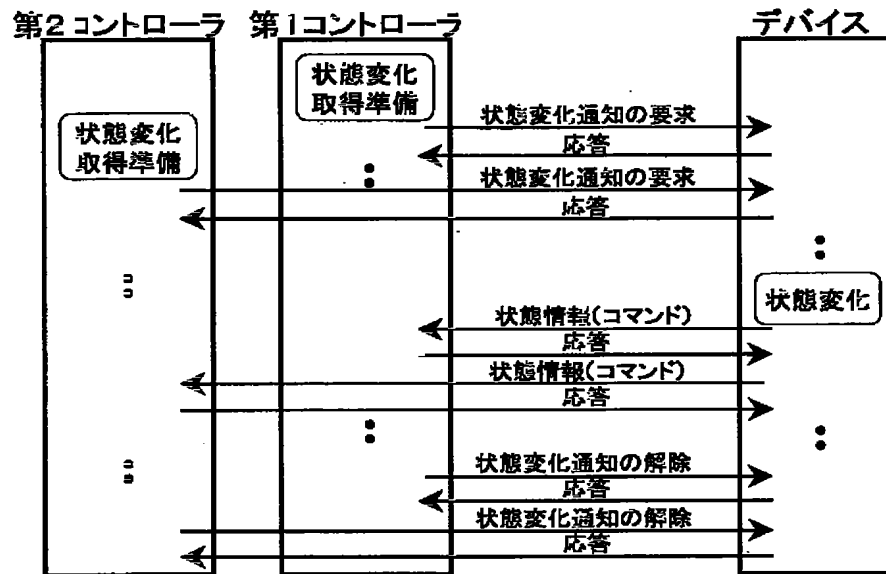 第2コントローラ 第1コントローラ デバイス
状態変化
取得準備
状態変化通知の要求
応答
状態変化
取得準備
状態変化通知の要求
応答
状態変化
状態情報(コマンド)
応答
状態情報(コマンド)
応答
状態変化通知の解除
応答
状態変化通知の解除
応答